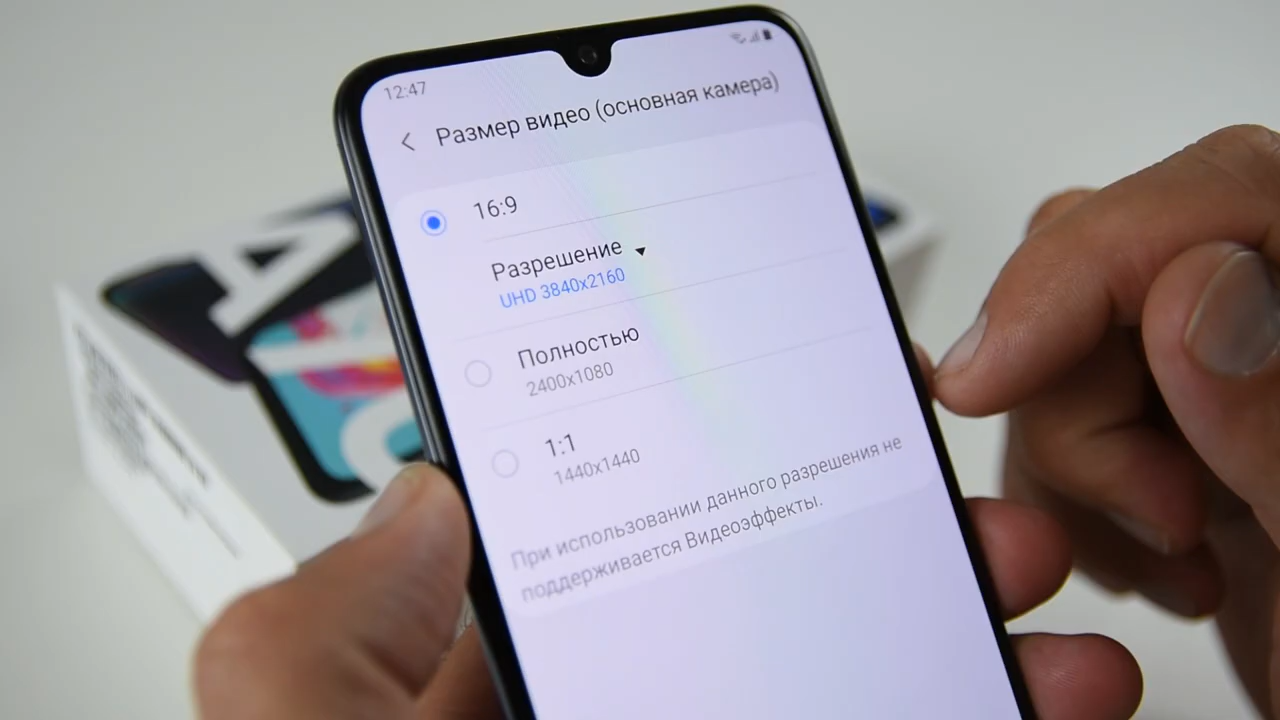 12:47
Размер видео (основная камера)
16:9
Разрешение
UHD 3840x2160
Полностью
2400x1080
1:1
1440x1440
При использовании данного разрешения не
поддерживается Видеоэффекты.